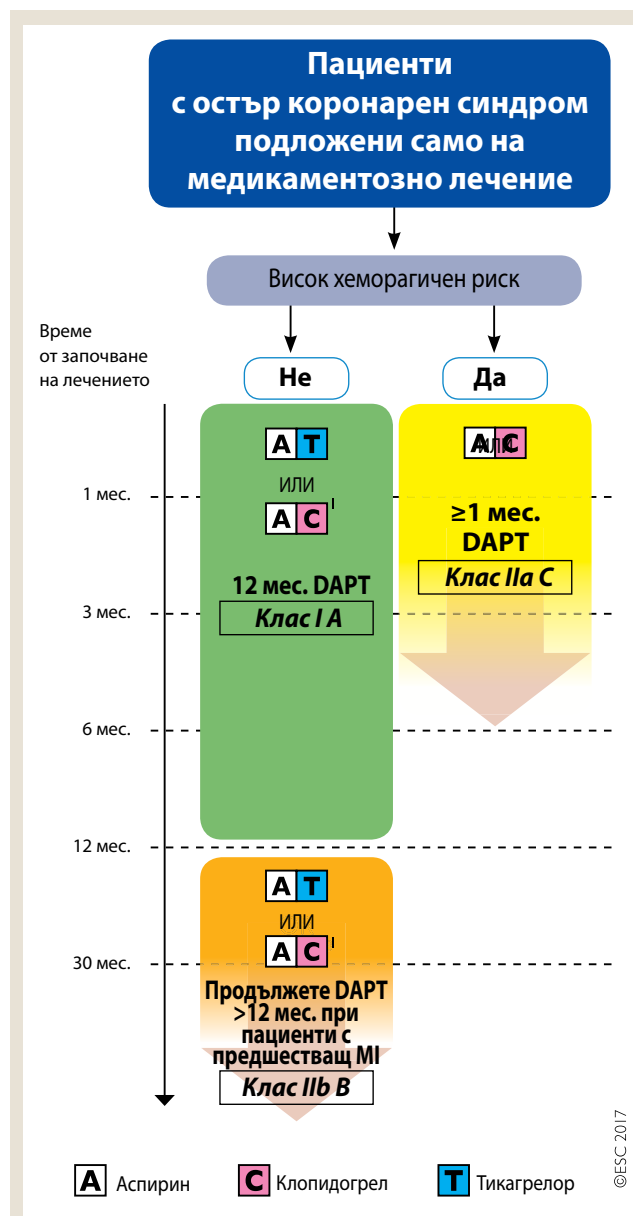 Пациенти
с остър коронарен синдром
подложени само на
медикаментозно лечение
Висок хеморагичен риск
Време
от започване
на лечението
Не
Да
A T
ИЛИ
A C I
12 мес. DAPT
Клас I A
A C
ИЛИ
≥1 мес.
DAPT
Клас IIa C
1 мес.
3 мес.
6 мес.
12 мес.
30 мес.
A T
ИЛИ
A C I
Продължете DAPT
>12 мес. при
пациенти с
предшестващ MI
Клас IIb B
A Аспирин
C Клопидогрел
T Тикагрелор
©ESC 2017